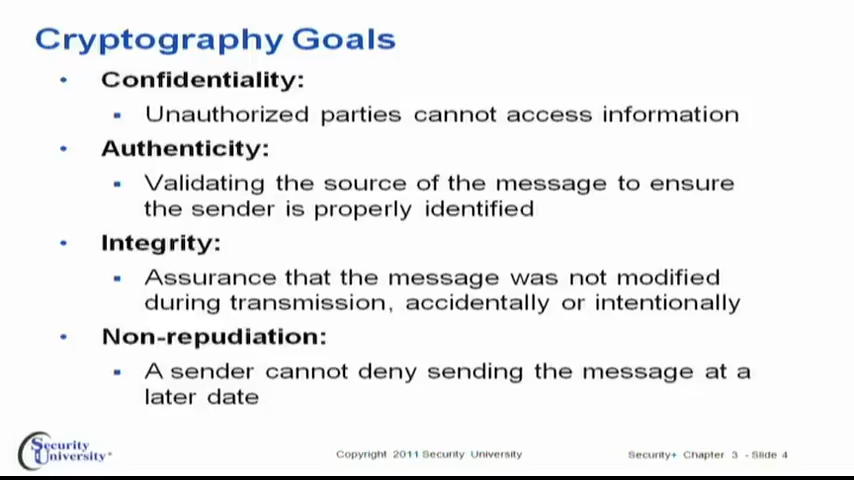 Cryptography Goals
• Confidentiality:
▪ Unauthorized parties cannot access information
• Authenticity:
▪ Validating the source of the message to ensure
the sender is properly identified
• Integrity:
▪ Assurance that the message was not modified
during transmission, accidentally or intentionally
• Non-repudiation:
▪ A sender cannot deny sending the message at a
later date
Security
University
Copyright 2011 Security University
Security+ Chapter 3 - Slide 4